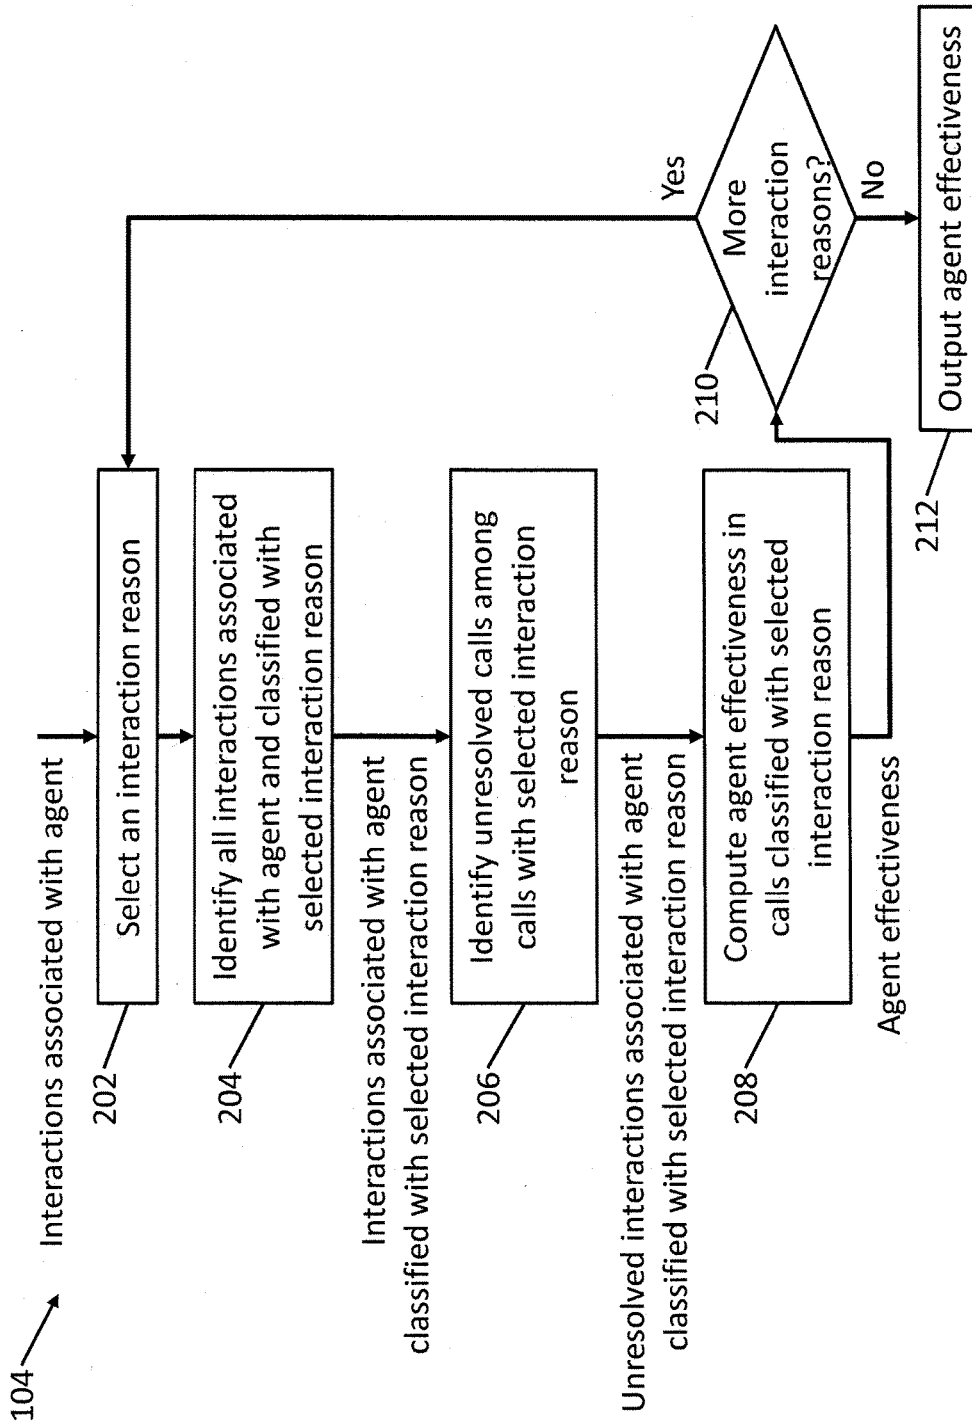 104
Interactions associated with agent
202
Select an interaction reason
204
Identify all interactions associated
with agent and classified with
selected interaction reason
Interactions associated with agent
classified with selected interaction reason
206
Identify unresolved calls among
calls with selected interaction
reason
Unresolved interactions associated with agent
classified with selected interaction reason
208
Compute agent effectiveness in
calls classified with selected
interaction reason
Agent effectiveness
210
More
interaction
reasons?
Yes
No
212
Output agent effectiveness